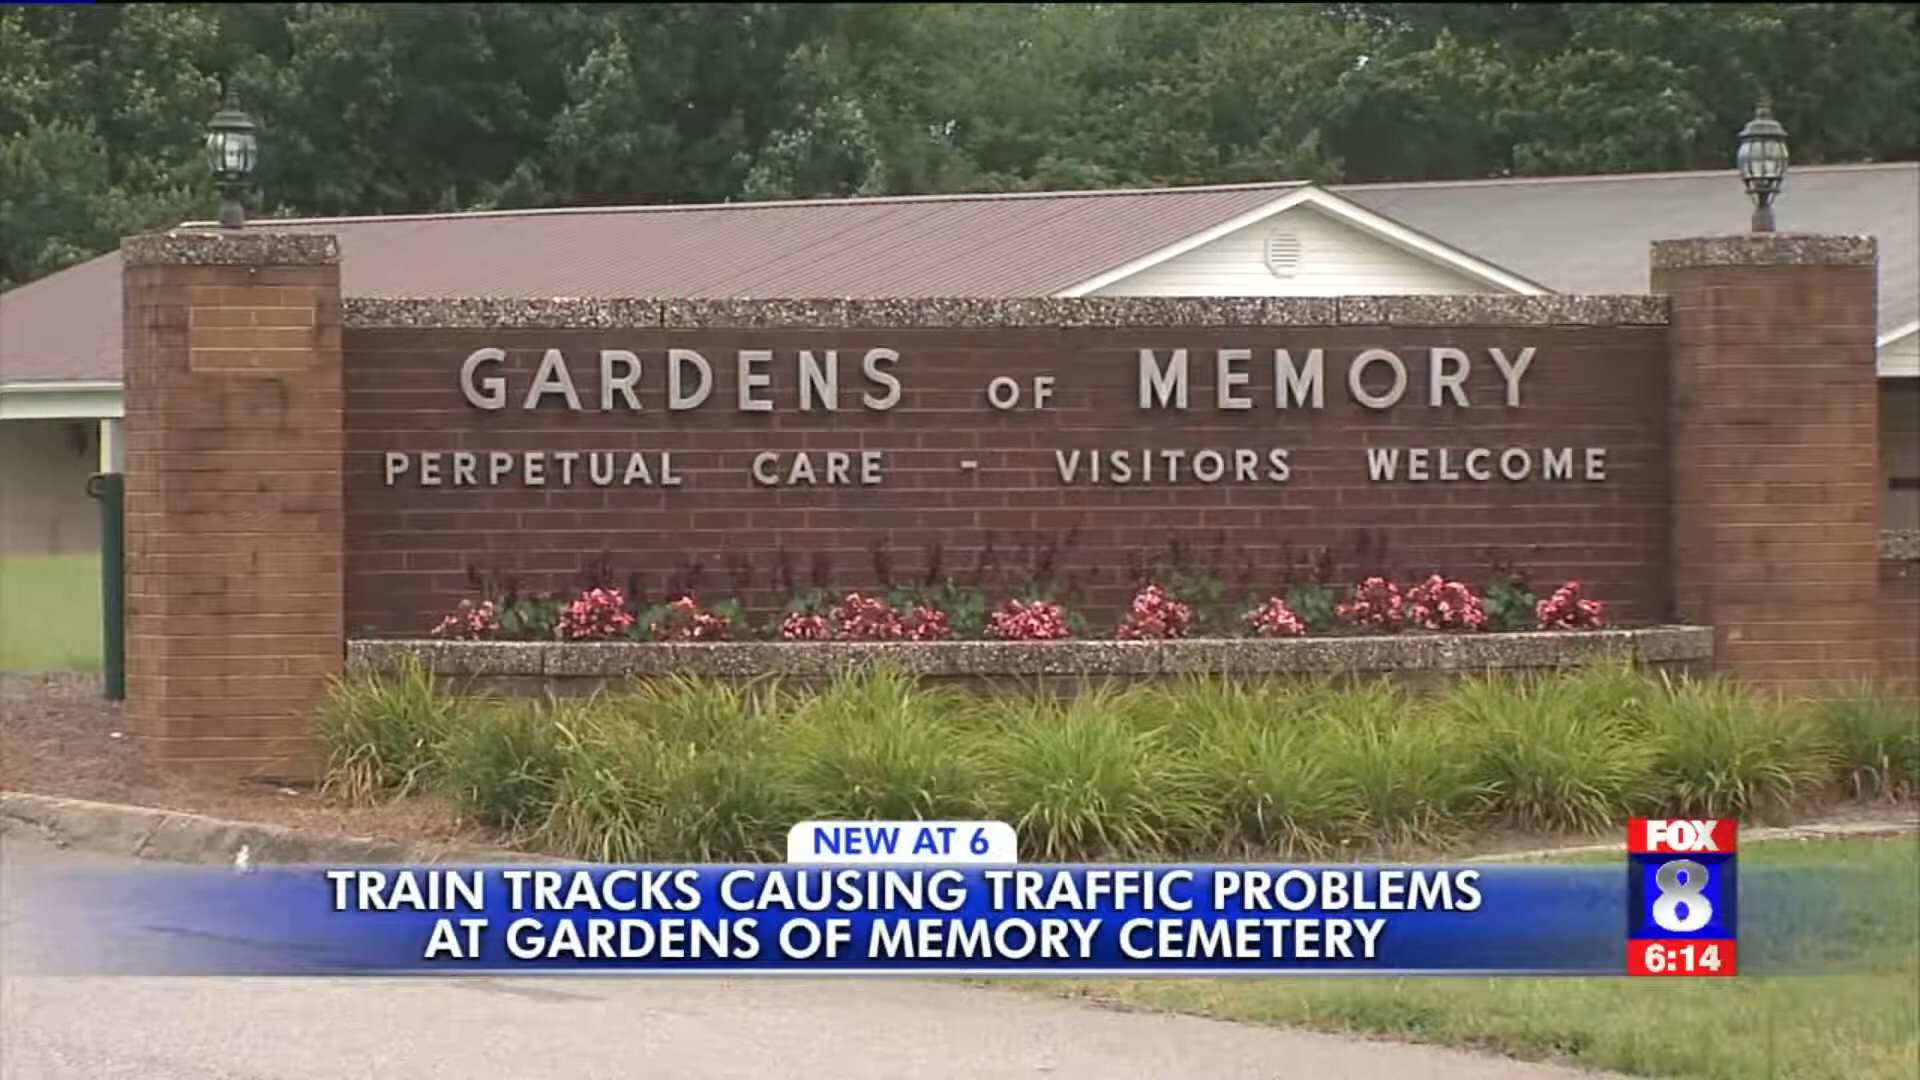 GARDENS OF MEMORY
PERPETUAL CARE - VISITORS WELCOME
NEW AT 6
TRAIN TRACKS CAUSING TRAFFIC PROBLEMS
AT GARDENS OF MEMORY CEMETERY
FOX
8
6:14